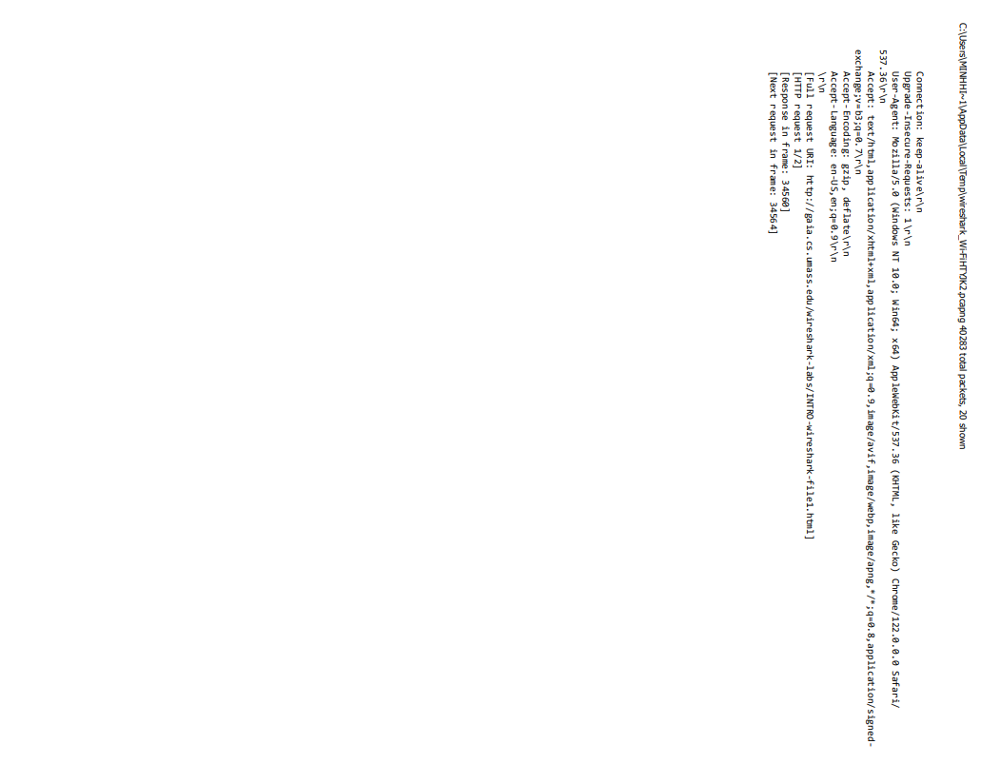 C:\Users\MINHHI~1\AppData\Local\Temp\wireshark_Wi-FiHTYJK2.pcapng 40283 total packets, 20 shown
Connection: keep-alive\r\n
Upgrade-Insecure-Requests: 1\r\n
User-Agent: Mozilla/5.0 (Windows NT 10.0; Win64; x64) AppleWebKit/537.36 (KHTML, like Gecko) Chrome/122.0.0.0 Safari/
537.36\r\n
Accept: text/html,application/xhtml+xml,application/xml;q=0.9,image/avif,image/webp,image/apng,*/*;q=0.8,application/signed-
exchange;v=b3;q=0.7\r\n
Accept-Encoding: gzip, deflate\r\n
Accept-Language: en-US,en;q=0.9\r\n
\r\n
[Full request URI: http://gaia.cs.umass.edu/wireshark-labs/INTRO-wireshark-file1.html]
[HTTP request 1/2]
[Response in frame: 34560]
[Next request in frame: 34564]